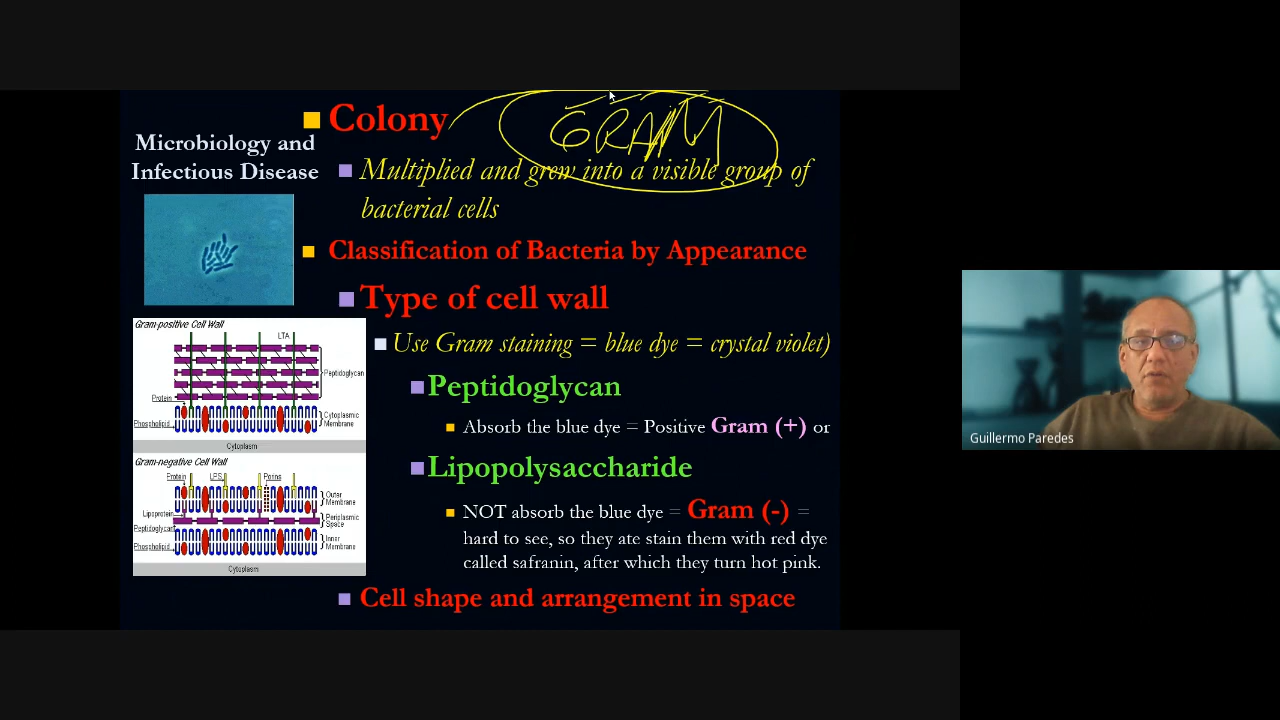 Colony
GRAM
Microbiology and
Infectious Disease
Multiplied and grew into a visible group of
bacterial cells
Classification of Bacteria by Appearance
Type of cell wall
Use Gram staining = blue dye = crystal violet)
Peptidoglycan
Absorb the blue dye = Positive Gram (+) or
Lipopolysaccharide
NOT absorb the blue dye = Gram (-) =
hard to see, so they ate stain them with red dye
called safranin, after which they turn hot pink.
Cell shape and arrangement in space
Gram-positive Cell Wall
LTA
Peptidoglycan
Protein
Cytoplasmic
Membrane
Phospholipid
Cytoplasm
Gram-negative Cell Wall
Protein LPS Porins
Outer
Membrane
Lipoprotein
Periplasmic
Space
Peptidoglycan
Inner
Membrane
Phospholipid
Cytoplasm
Guillermo Paredes